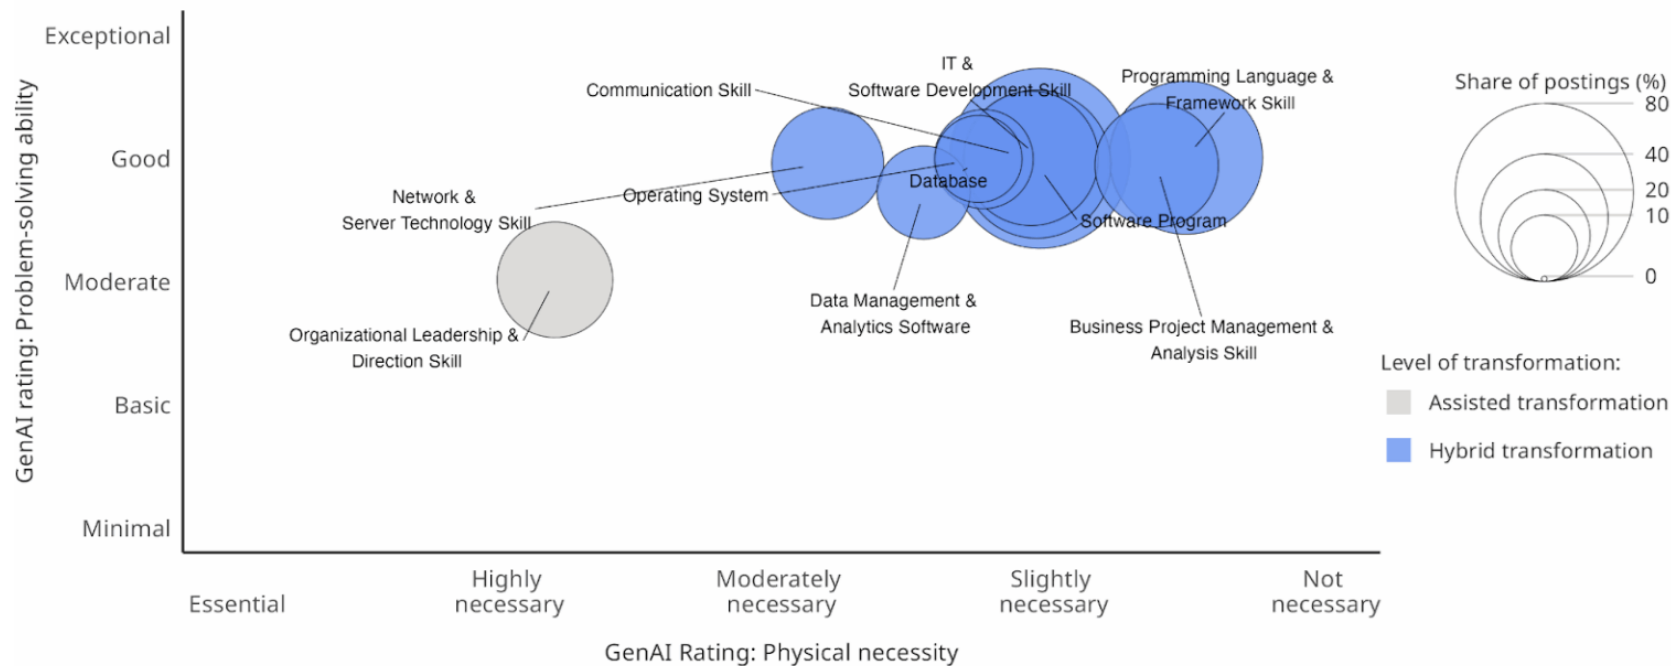 GenAI rating: Problem-solving ability
Exceptional
Good
Moderate
Basic
Minimal
Communication Skill
IT &
Software Development Skill
Programming Language &
Framework Skill
Network &
Server Technology Skill
Operating System
Database
Software Program
Organizational Leadership &
Direction Skill
Data Management &
Analytics Software
Business Project Management &
Analysis Skill
Essential
Highly
necessary
Moderately
necessary
Slightly
necessary
Not
necessary
GenAI Rating: Physical necessity
Share of postings (%)
80
40
20
10
0
Level of transformation:
Assisted transformation
Hybrid transformation